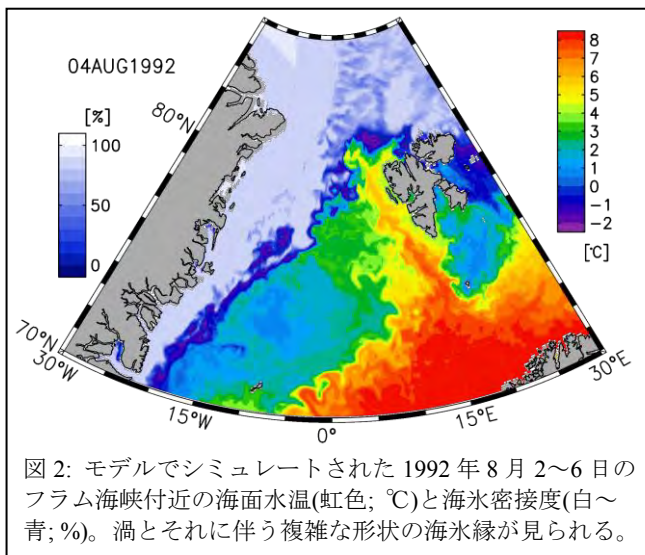 04AUG1992
[%]
100
50
0
80°N
70°N
30°W
15°W
0°
15°E
30°E
8
7
6
5
4
3
2
1
0
-1
-2
[℃]
図 2: モデルでシミュレートされた 1992 年 8 月 2～6 日の
フラム海峡付近の海面水温(虹色; ℃)と海氷密接度(白～
青; %)。渦とそれに伴う複雑な形状の海氷縁が見られる。